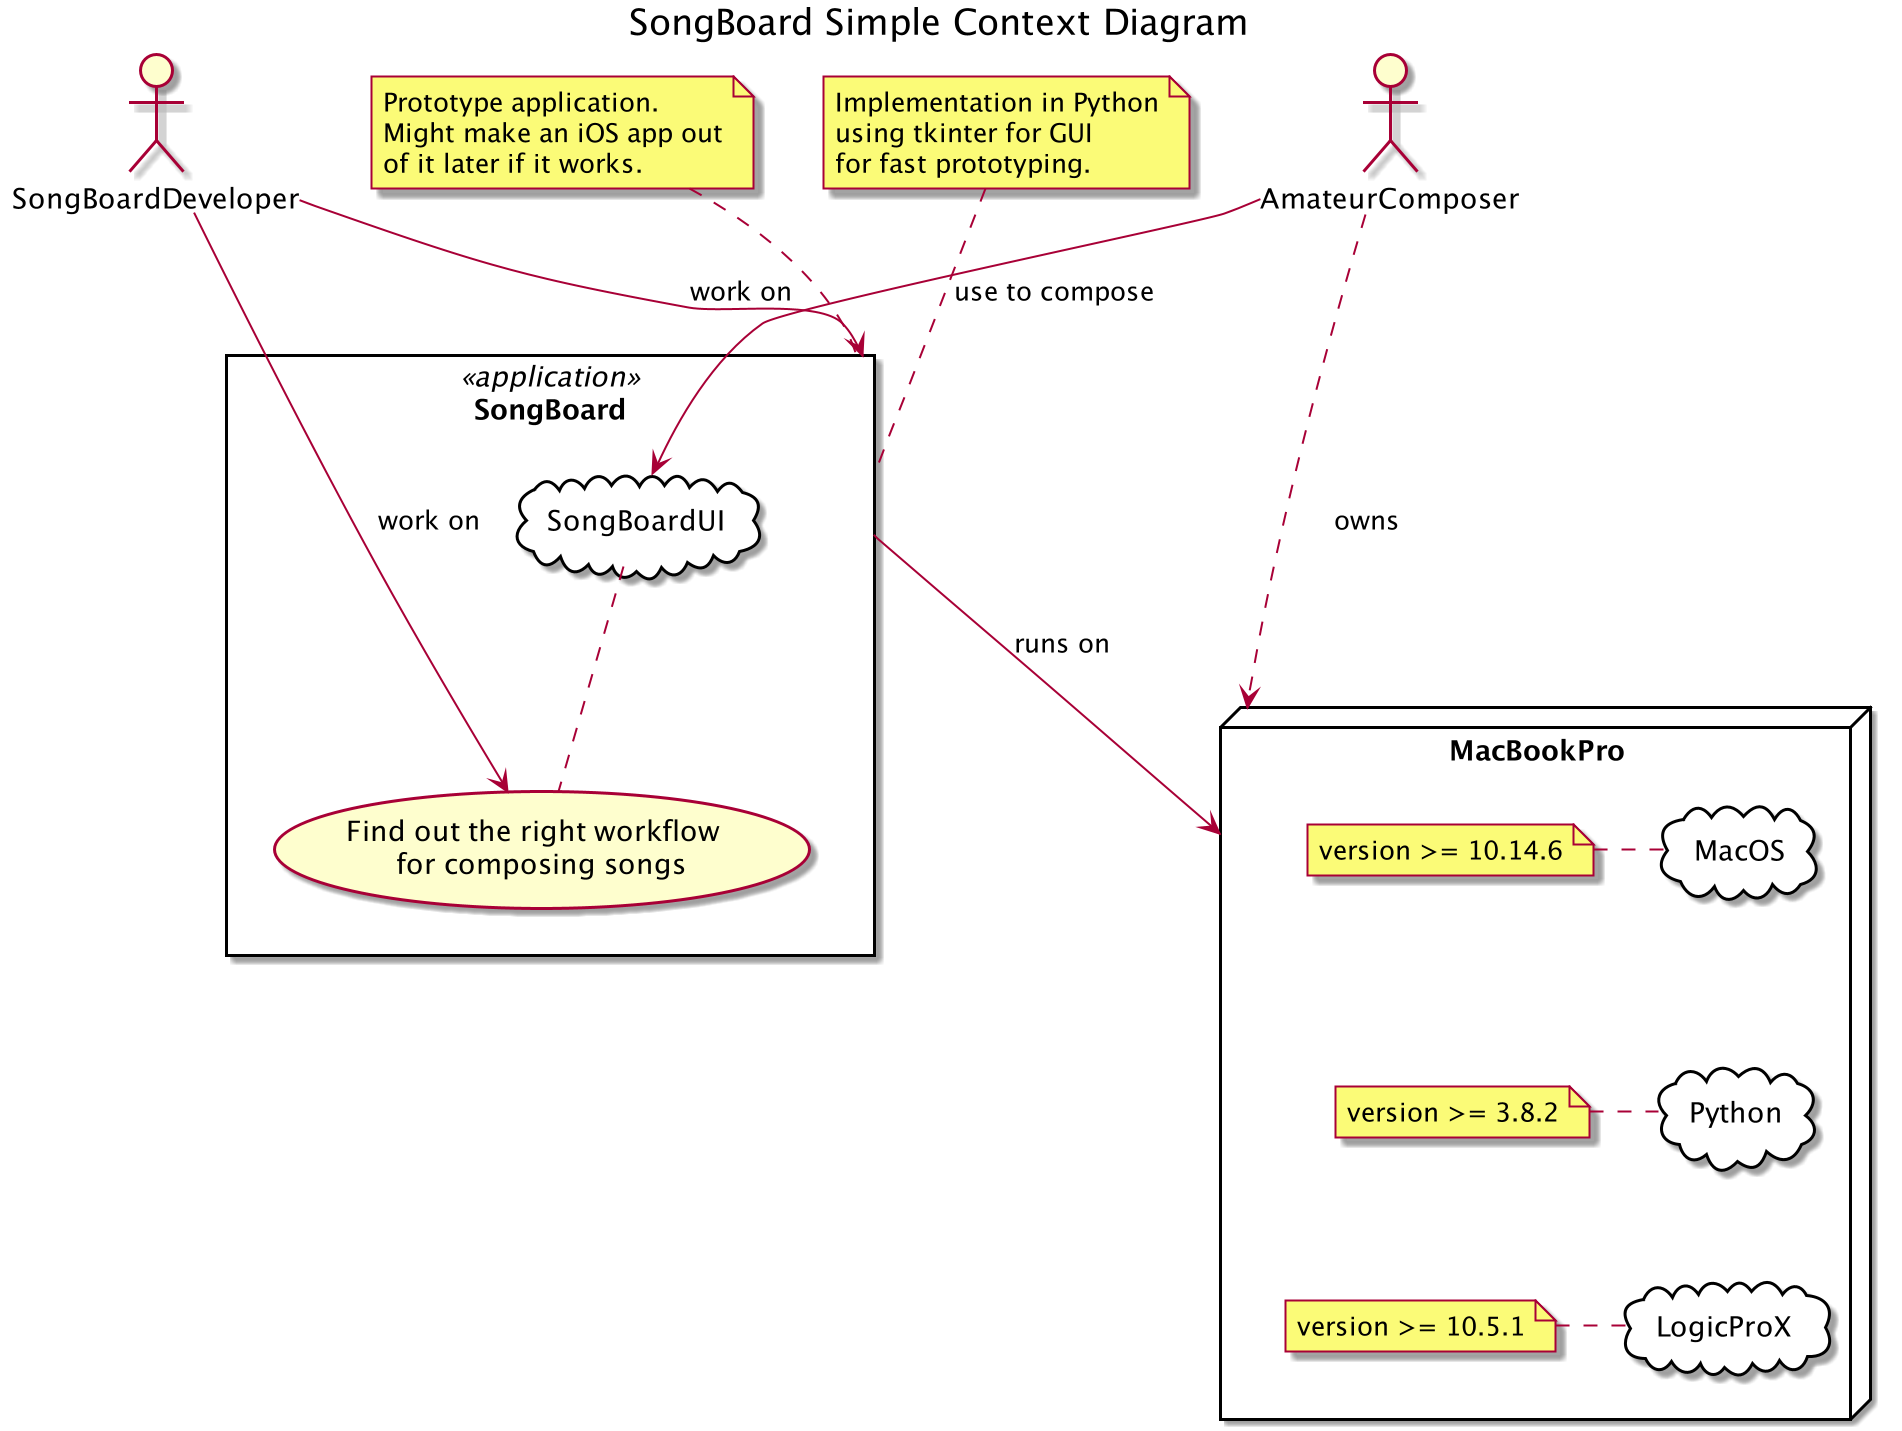 SongBoard Simple Context Diagram
Prototype application.
Might make an iOS app out
of it later if it works.
Implementation in Python
using tkinter for GUI
for fast prototyping.
SongBoardDeveloper
AmateurComposer
work on
use to compose
«application»
SongBoard
work on
SongBoardUI
owns
runs on
MacBookPro
Find out the right workflow
for composing songs
version >= 10.14.6
MacOS
version >= 3.8.2
Python
version >= 10.5.1
LogicProX